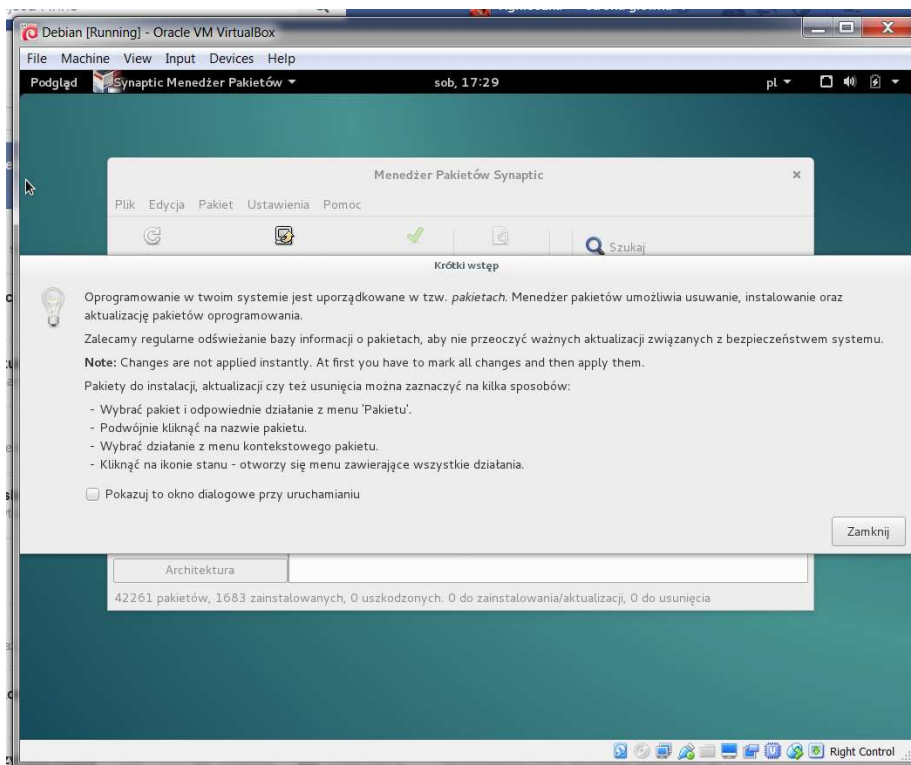 Debian [Running] - Oracle VM VirtualBox
File Machine View Input Devices Help
Podgląd Synaptic Menedżer Pakietów sob, 17:29 pl
Menedżer Pakietów Synaptic
Plik Edycja Pakiet Ustawienia Pomoc
Szukaj
Krótki wstęp
Oprogramowanie w twoim systemie jest uporządkowane w tzw. pakietach. Menedżer pakietów umożliwia usuwanie, instalowanie oraz
aktualizację pakietów oprogramowania.
Zalecamy regularne odświeżanie bazy informacji o pakietach, aby nie przeoczyć ważnych aktualizacji związanych z bezpieczeństwem systemu.
Note: Changes are not applied instantly. At first you have to mark all changes and then apply them.
Pakiety do instalacji, aktualizacji czy też usunięcia można zaznaczyć na kilka sposobów:
- Wybrać pakiet i odpowiednie działanie z menu 'Pakietu'.
- Podwójnie kliknąć na nazwie pakietu.
- Wybrać działanie z menu kontekstowego pakietu.
- Kliknąć na ikonie stanu - otworzy się menu zawierające wszystkie działania.
Pokazuj to okno dialogowe przy uruchamianiu
Zamknij
Architektura
42261 pakietów, 1683 zainstalowanych, 0 uszkodzonych. 0 do zainstalowania/aktualizacji, 0 do usunięcia
Right Control